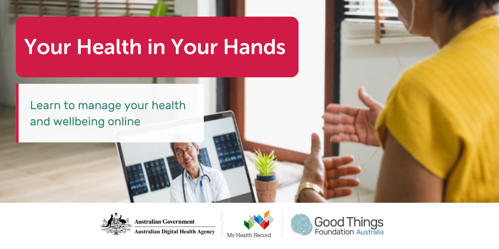 Your Health in Your Hands
Learn to manage your health
and wellbeing online
Australian Government
Australian Digital Health Agency
My Health Record
Good Things
Foundation Australia